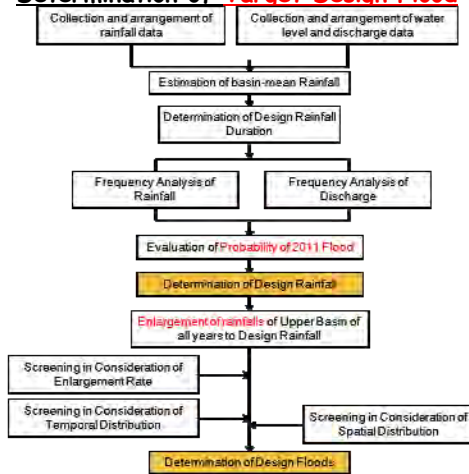 Determination of Target Design Flood
Collection and arrangement of
rainfall data
Collection and arrangement of water
level and discharge data
Estimation of basin-mean Rainfall
Determination of Design Rainfall
Duration
Frequency Analysis of
Rainfall
Frequency Analysis of
Discharge
Evaluation of Probability of 2011 Flood
Determination of Design Rainfall
Enlargement of rainfalls of Upper Basin of
all years to Design Rainfall
Screening in Consideration of
Enlargement Rate
Screening in Consideration of
Temporal Distribution
Screening in Consideration of
Spatial Distribution
Determination of Design Floods